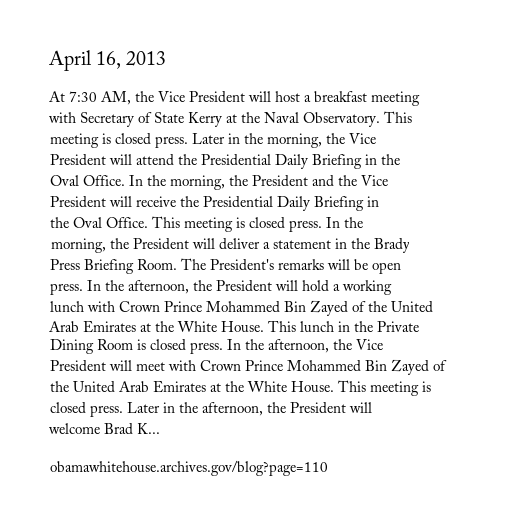 April 16, 2013
At 7:30 AM, the Vice President will host a breakfast meeting
with Secretary of State Kerry at the Naval Observatory. This
meeting is closed press. Later in the morning, the Vice
President will attend the Presidential Daily Briefing in the
Oval Office. In the morning, the President and the Vice
President will receive the Presidential Daily Briefing in
the Oval Office. This meeting is closed press. In the
morning, the President will deliver a statement in the Brady
Press Briefing Room. The President's remarks will be open
press. In the afternoon, the President will hold a working
lunch with Crown Prince Mohammed Bin Zayed of the United
Arab Emirates at the White House. This lunch in the Private
Dining Room is closed press. In the afternoon, the Vice
President will meet with Crown Prince Mohammed Bin Zayed of
the United Arab Emirates at the White House. This meeting is
closed press. Later in the afternoon, the President will
welcome Brad K...
obamawhitehouse.archives.gov/blog?page=110